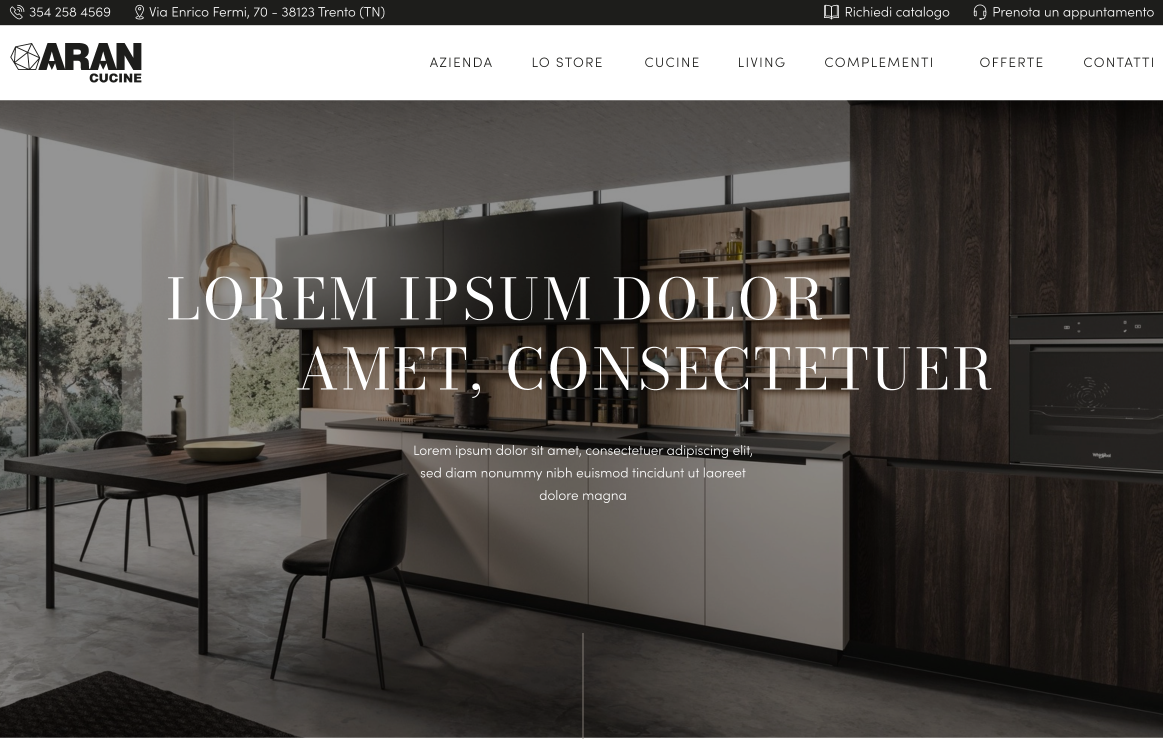 354 258 4569
Via Enrico Fermi, 70 - 38123 Trento (TN)
Richiedi catalogo
Prenota un appuntamento
ARAN
CUCINE
AZIENDA
LO STORE
CUCINE
LIVING
COMPLEMENTI
OFFERTE
CONTATTI
LOREM IPSUM DOLOR
AMET, CONSECTETUER
Lorem ipsum dolor sit amet, consectetuer adipiscing elit,
sed diam nonummy nibh euismod tincidunt ut laoreet
dolore magna
Whirlpool